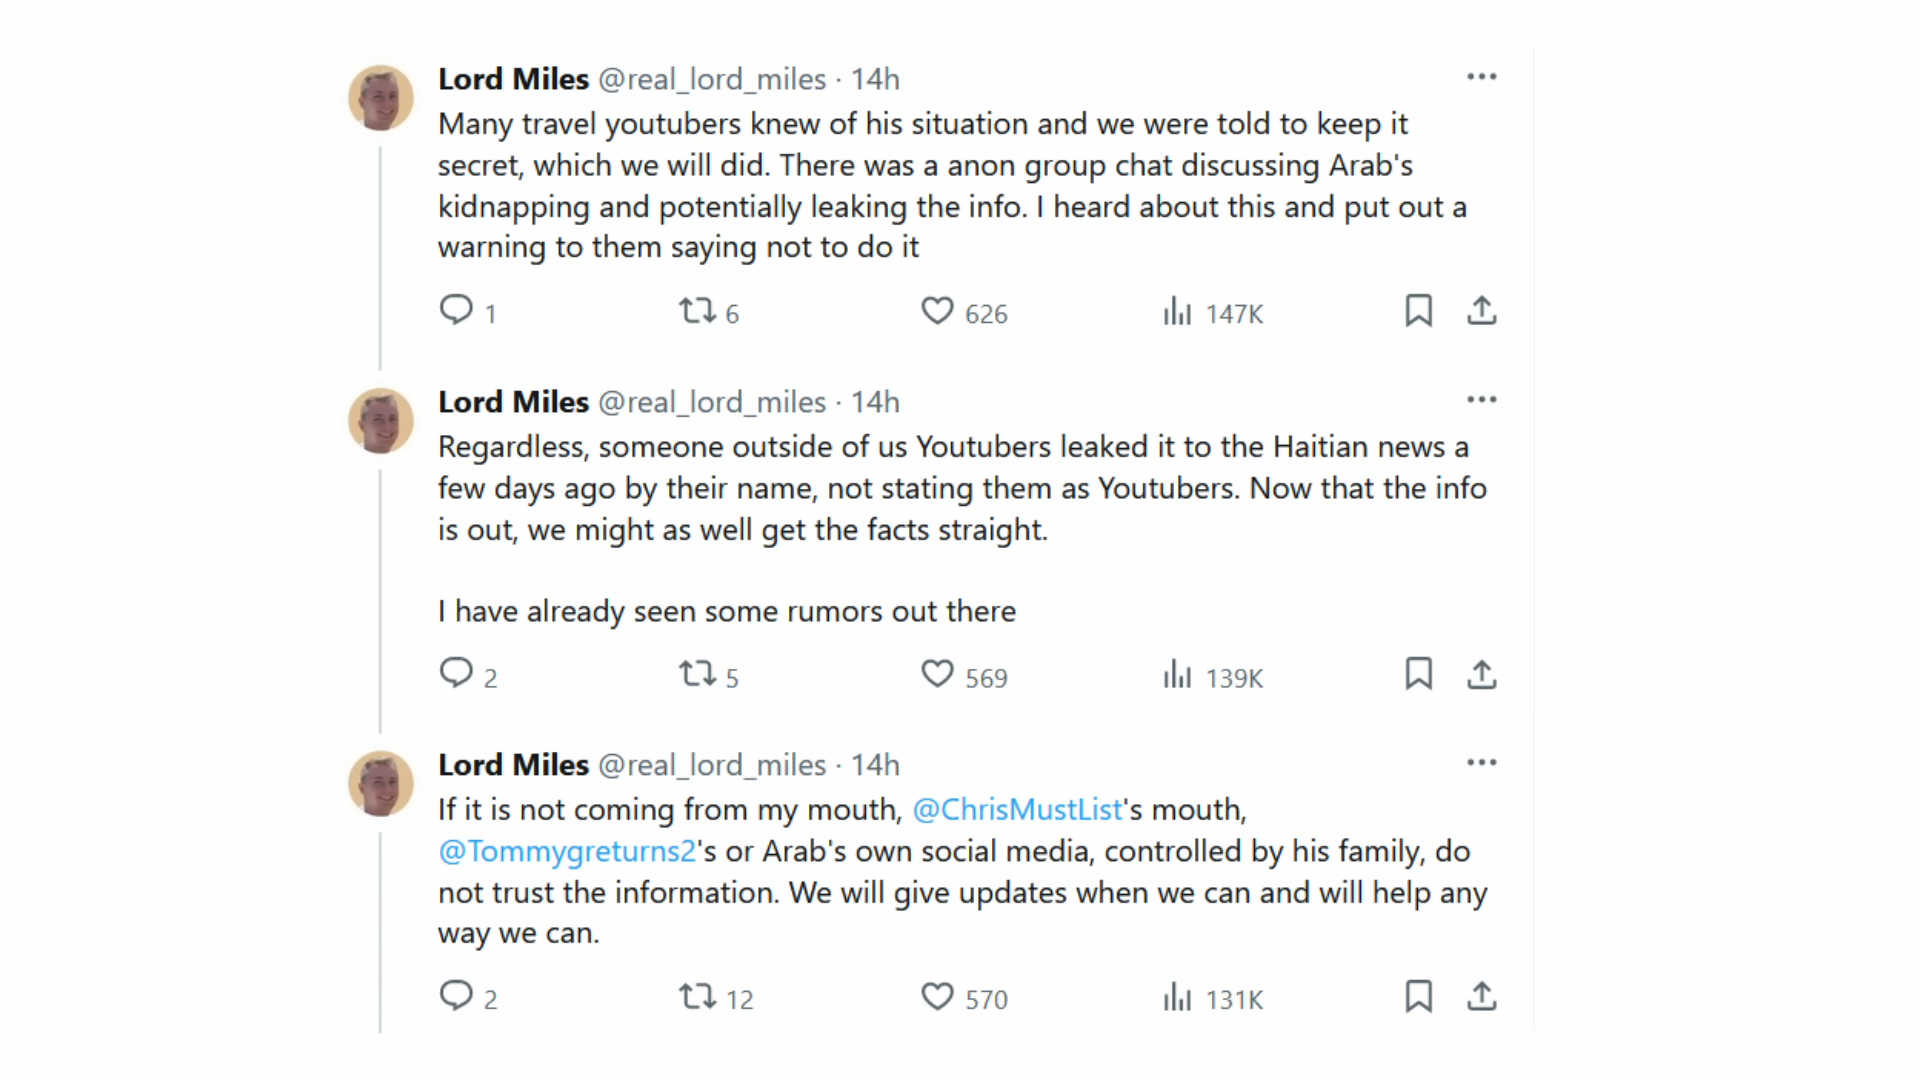 Lord Miles @real_lord_miles · 14h
Many travel youtubers knew of his situation and we were told to keep it
secret, which we will did. There was a anon group chat discussing Arab's
kidnapping and potentially leaking the info. I heard about this and put out a
warning to them saying not to do it
1 6 626 147K
Lord Miles @real_lord_miles · 14h
Regardless, someone outside of us Youtubers leaked it to the Haitian news a
few days ago by their name, not stating them as Youtubers. Now that the info
is out, we might as well get the facts straight.
I have already seen some rumors out there
2 5 569 139K
Lord Miles @real_lord_miles · 14h
If it is not coming from my mouth, @ChrisMustList's mouth,
@Tommygreturns2's or Arab's own social media, controlled by his family, do
not trust the information. We will give updates when we can and will help any
way we can.
2 12 570 131K